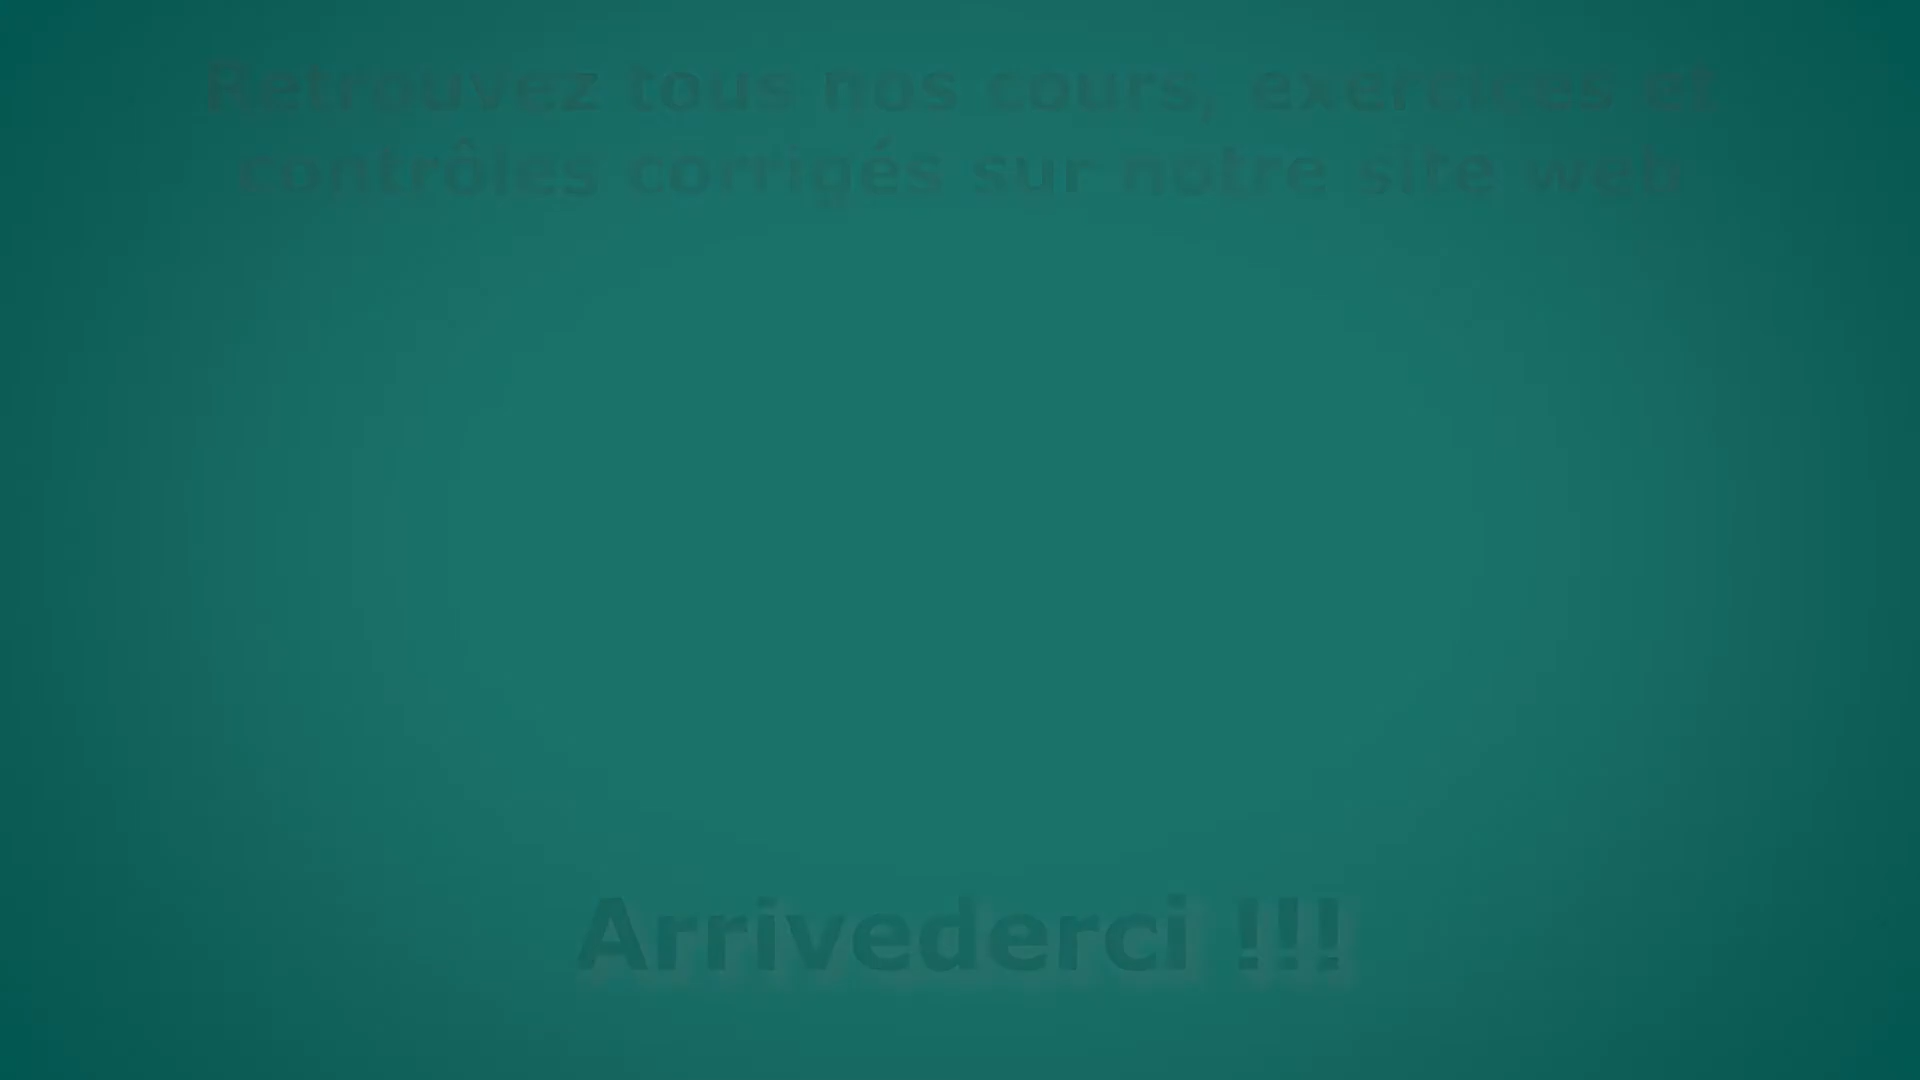 Retrouvez tous nos cours, exercices et
contrôles corrigés sur notre site web
Arrivederci !!!